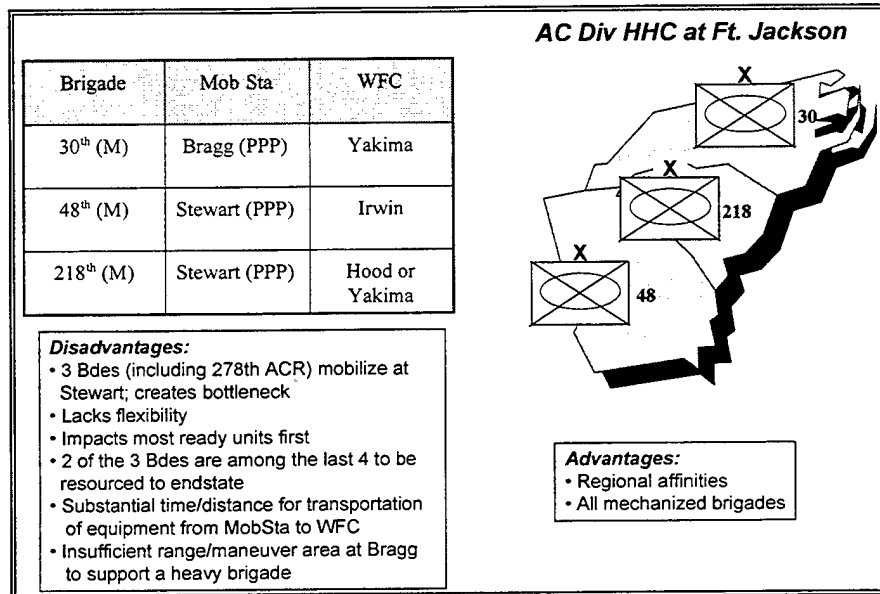 AC Div HHC at Ft. Jackson
Brigade Mob Sta WFC
30th (M) Bragg (PPP) Yakima
48th (M) Stewart (PPP) Irwin
218th (M) Stewart (PPP) Hood or
Yakima
X
30
X
218
X
48
Disadvantages:
• 3 Bdes (including 278th ACR) mobilize at
Stewart; creates bottleneck
• Lacks flexibility
• Impacts most ready units first
• 2 of the 3 Bdes are among the last 4 to be
resourced to endstate
• Substantial time/distance for transportation
of equipment from MobSta to WFC
• Insufficient range/maneuver area at Bragg
to support a heavy brigade
Advantages:
• Regional affinities
• All mechanized brigades